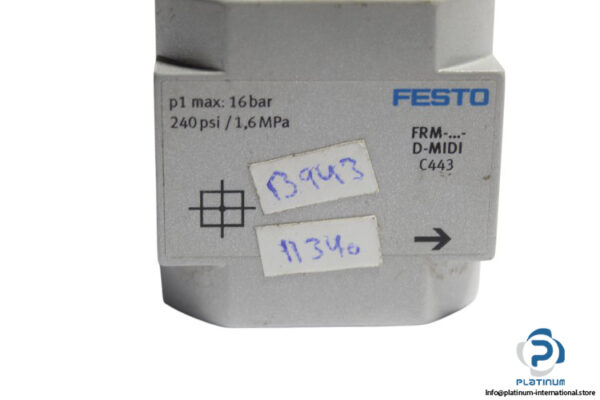 p1 max: 16 bar
240 psi / 1,6 MPa
FESTO
FRM-...-
D-MIDI
C443
B943
11340
PLATINUM
Info@platinum-international.store